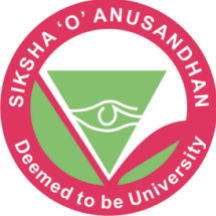 SIKSHA 'O' ANUSANDHAN
Deemed to be University